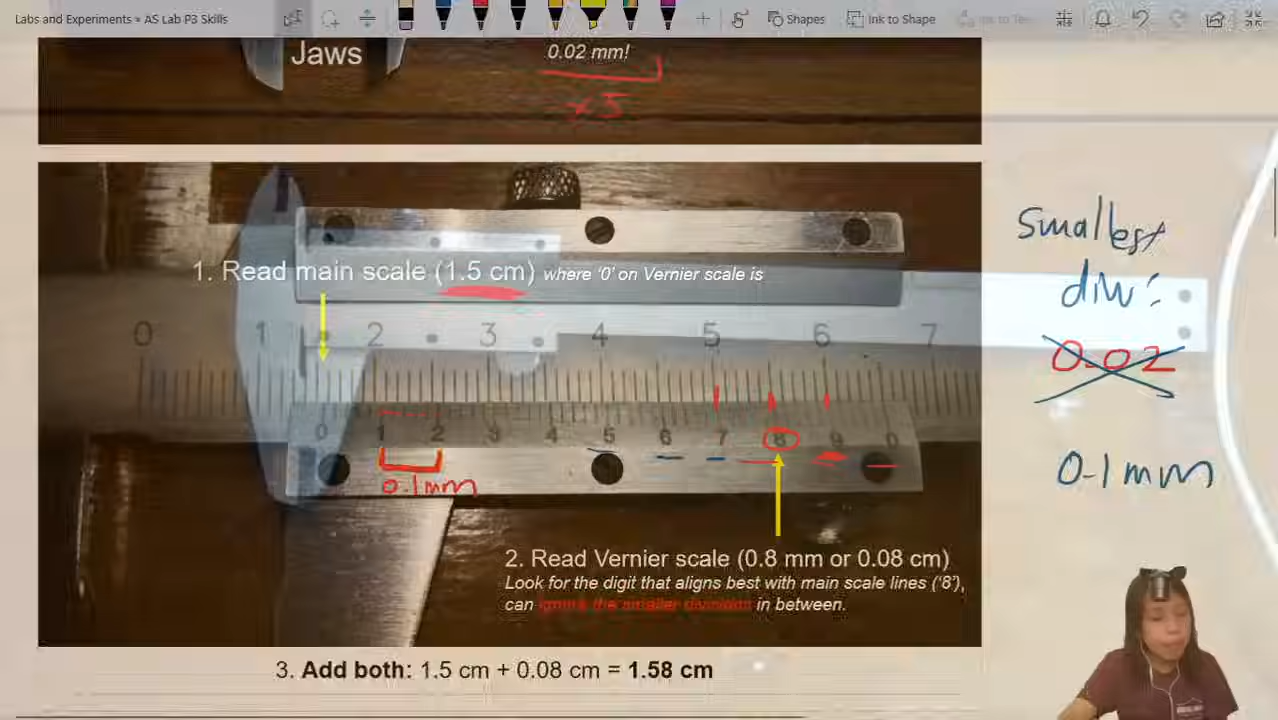 Labs and Experiments » AS Lab P3 Skills
Shapes
Ink to Shape
Ink to Te
Jaws
0.02 mm!
x5
1. Read main scale (1.5 cm) where '0' on Vernier scale is
0 1 2 3 4 5 6 7
0 1 2 3 4 5 6 7 8 9 0
0.1mm
2. Read Vernier scale (0.8 mm or 0.08 cm)
Look for the digit that aligns best with main scale lines ('8'),
can ignore the smaller divisions in between.
3. Add both: 1.5 cm + 0.08 cm = 1.58 cm
Smallest
div:
0.02
0.1mm